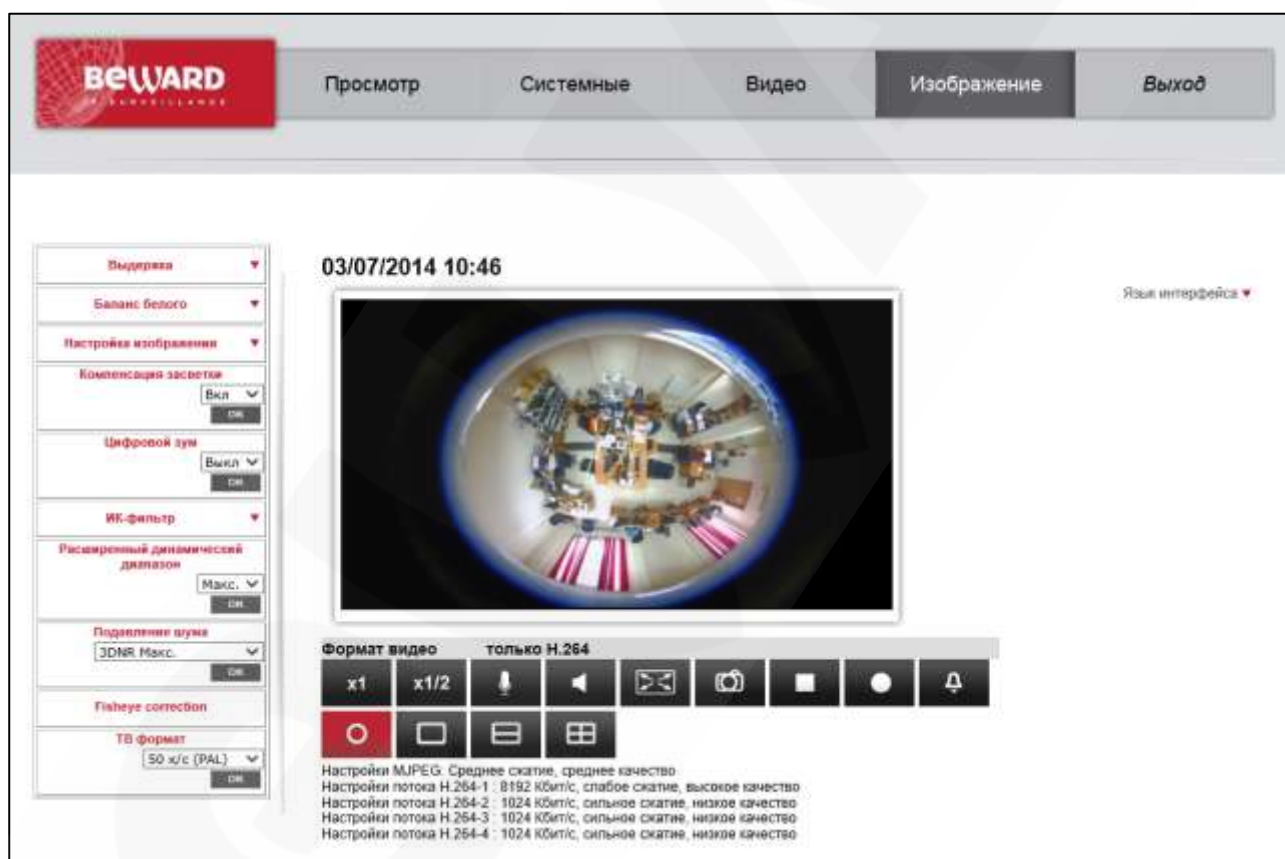 BEWARD
IP SURVEILLANCE
Просмотр
Системные
Видео
Изображение
Выход
Выдержка
Баланс белого
Настройка изображения
Компенсация засветки
Вкл
OK
Цифровой зум
Выкл
OK
ИК-фильтр
Расширенный динамический
диапазон
Макс.
OK
Подавление шума
3DNR Макс.
OK
Fisheye correction
ТВ формат
50 к/с (PAL)
OK
03/07/2014 10:46
Язык интерфейса
Формат видео только H.264
x1 x1/2
Настройки MJPEG: Среднее сжатие, среднее качество
Настройки потока H.264-1 : 8192 Кбит/с, слабое сжатие, высокое качество
Настройки потока H.264-2 : 1024 Кбит/с, сильное сжатие, низкое качество
Настройки потока H.264-3 : 1024 Кбит/с, сильное сжатие, низкое качество
Настройки потока H.264-4 : 1024 Кбит/с, сильное сжатие, низкое качество